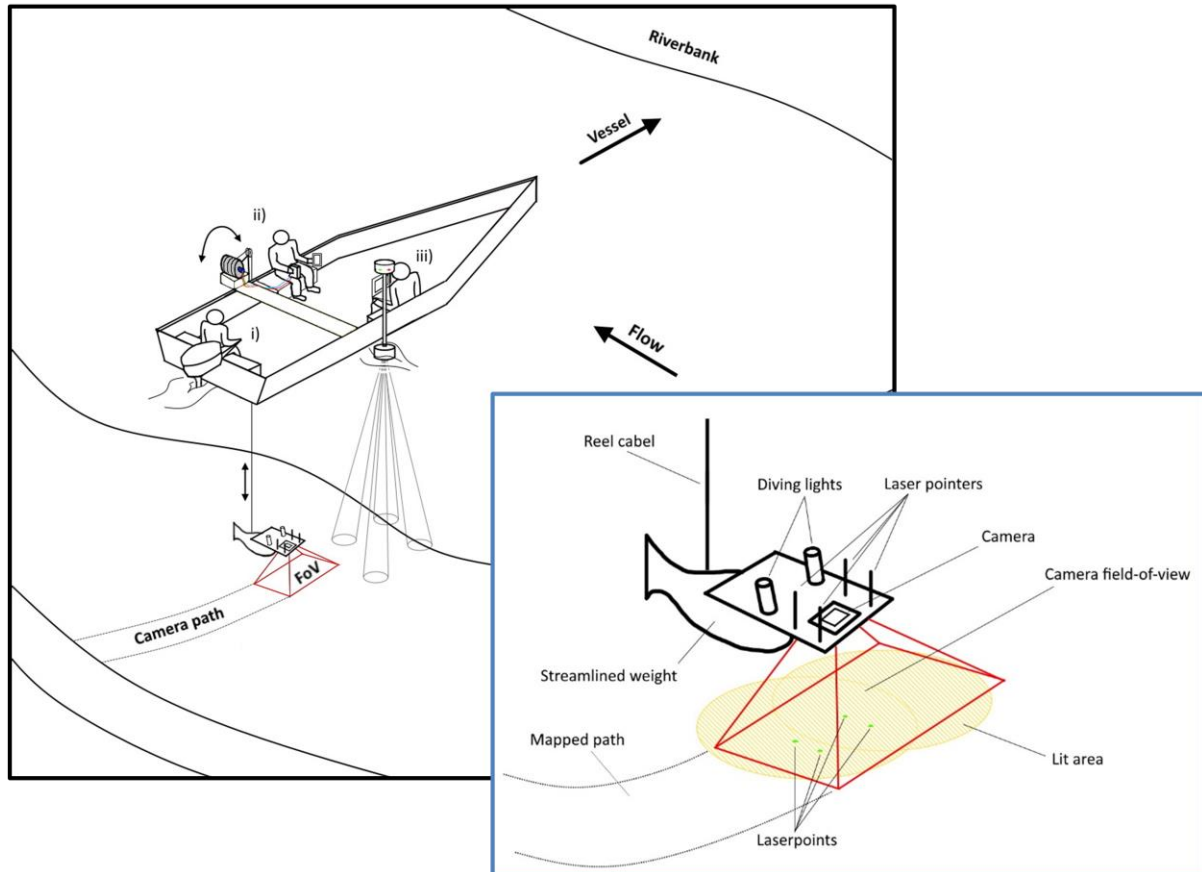 Riverbank
Vessel
ii)
iii)
i)
Flow
FoV
Camera path
Reel cabel
Diving lights
Laser pointers
Camera
Camera field-of-view
Streamlined weight
Mapped path
Lit area
Laserpoints